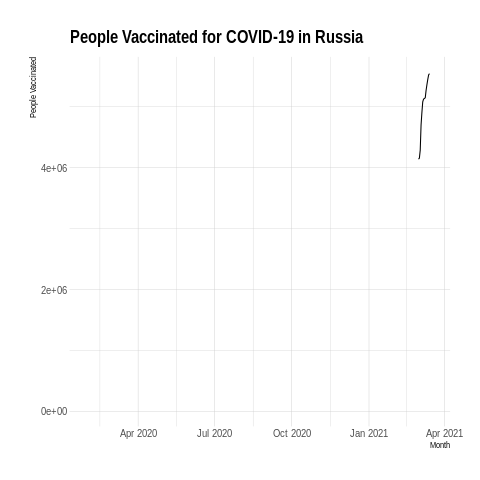 People Vaccinated for COVID-19 in Russia
People Vaccinated
4e+06
2e+06
0e+00
Apr 2020 Jul 2020 Oct 2020 Jan 2021 Apr 2021
Month